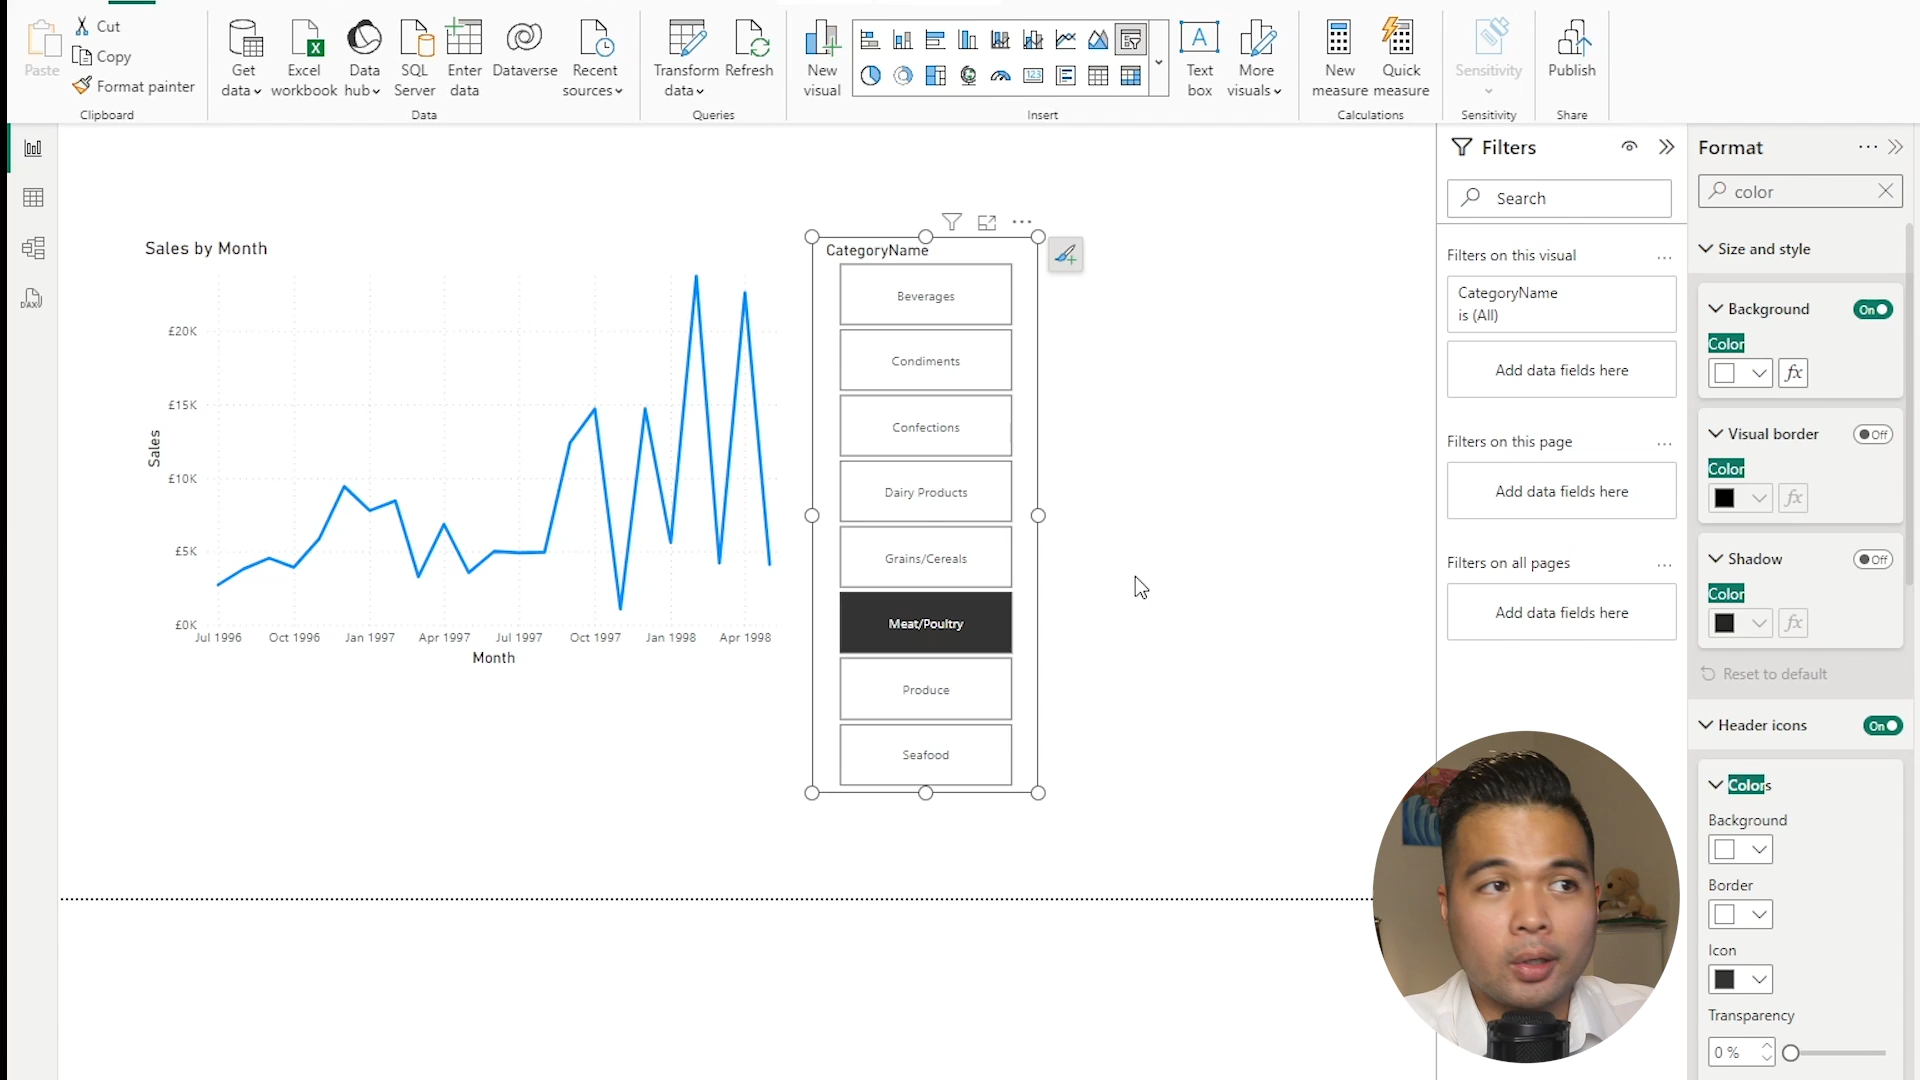 Paste
Cut
Copy
Format painter
Clipboard
Get data
Excel workbook
Data hub
SQL Server
Enter data
Dataverse
Recent sources
Data
Transform data
Refresh
Queries
New visual
123
A
Text box
More visuals
Insert
New measure
Quick measure
Calculations
Sensitivity
Sensitivity
Publish
Share
DAX
Sales by Month
Sales
£20K
£15K
£10K
£5K
£0K
Jul 1996
Oct 1996
Jan 1997
Apr 1997
Jul 1997
Oct 1997
Jan 1998
Apr 1998
Month
CategoryName
Beverages
Condiments
Confections
Dairy Products
Grains/Cereals
Meat/Poultry
Produce
Seafood
Filters
Search
Filters on this visual
CategoryName
is (All)
Add data fields here
Filters on this page
Add data fields here
Filters on all pages
Add data fields here
Format
color
Size and style
Background
On
Color
fx
Visual border
Off
Color
fx
Shadow
Off
Color
fx
Reset to default
Header icons
On
Colors
Background
Border
Icon
Transparency
0 %